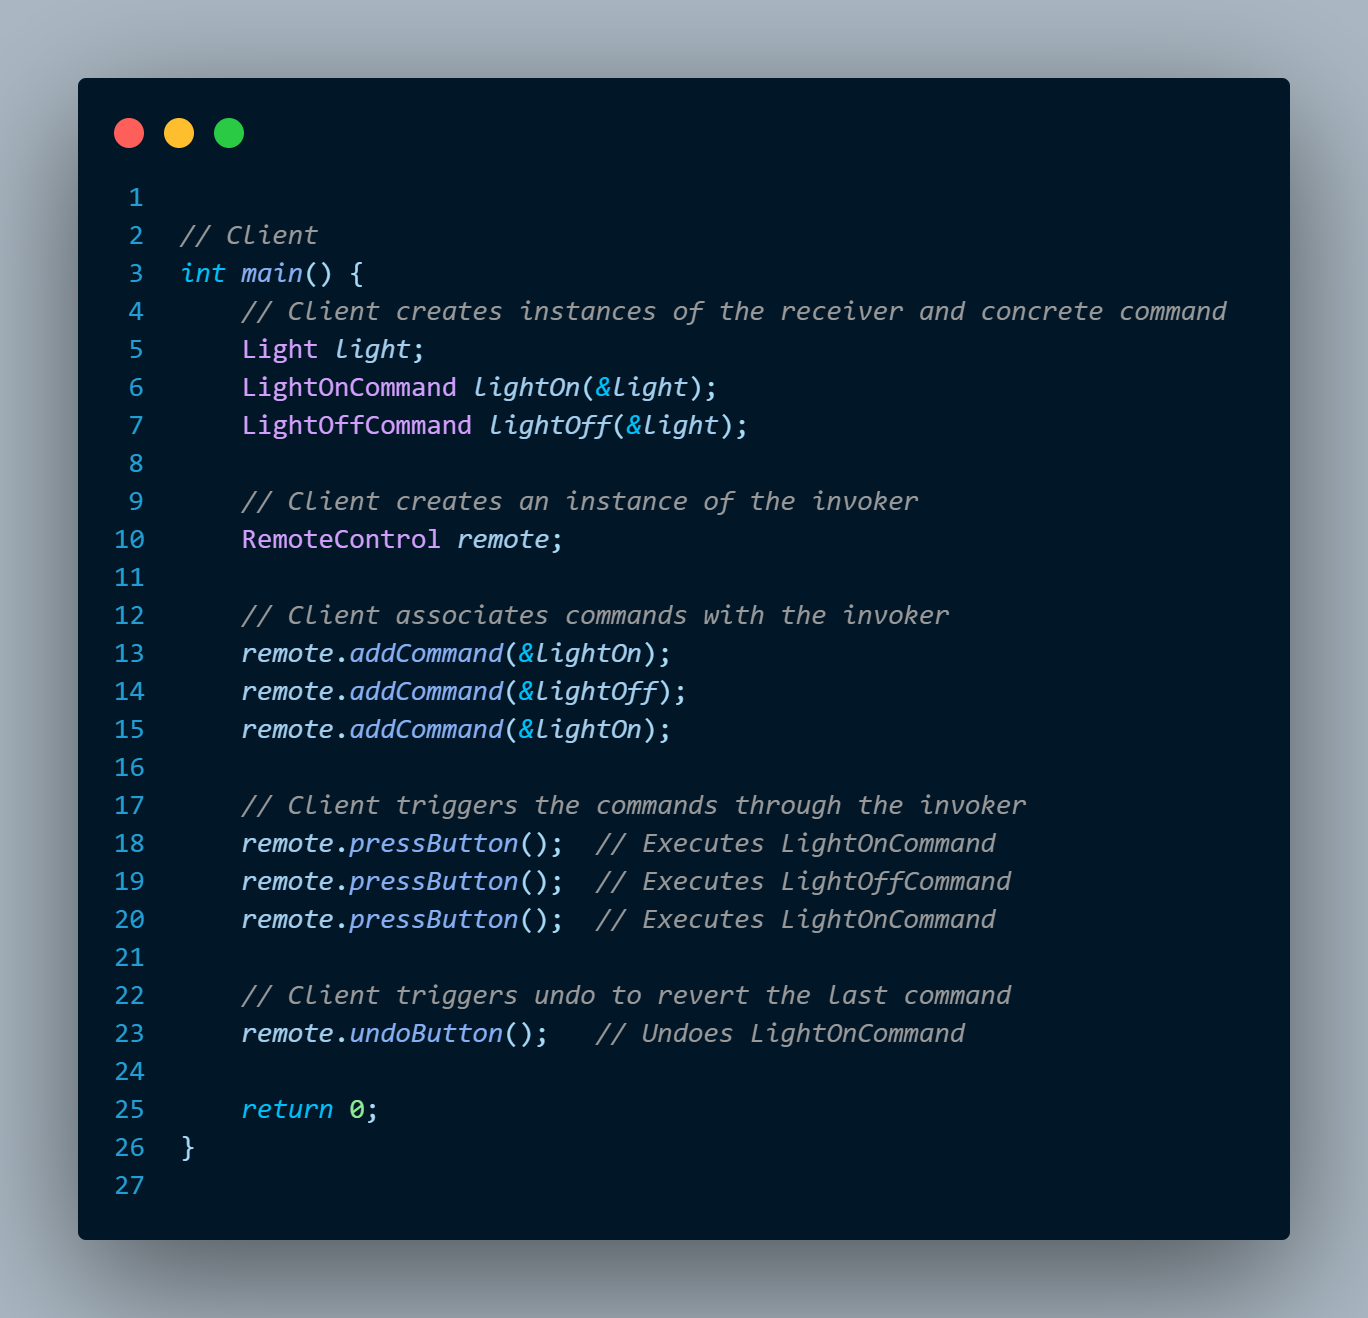 1
2 // Client
3 int main() {
4     // Client creates instances of the receiver and concrete command
5     Light light;
6     LightOnCommand lightOn(&light);
7     LightOffCommand lightOff(&light);
8
9     // Client creates an instance of the invoker
10     RemoteControl remote;
11
12     // Client associates commands with the invoker
13     remote.addCommand(&lightOn);
14     remote.addCommand(&lightOff);
15     remote.addCommand(&lightOn);
16
17     // Client triggers the commands through the invoker
18     remote.pressButton();  // Executes LightOnCommand
19     remote.pressButton();  // Executes LightOffCommand
20     remote.pressButton();  // Executes LightOnCommand
21
22     // Client triggers undo to revert the last command
23     remote.undoButton();   // Undoes LightOnCommand
24
25     return 0;
26 }
27